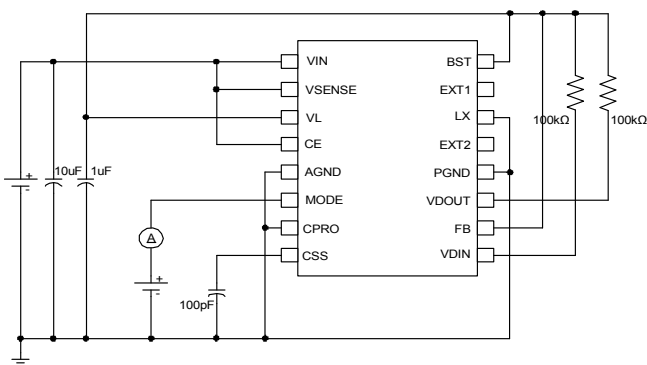 VIN
VSENSE
VL
CE
AGND
MODE
CPRO
CSS
BST
EXT1
LX
EXT2
PGND
VDOUT
FB
VDIN
100kΩ
100kΩ
+
-
10uF
1uF
A
+
-
100pF